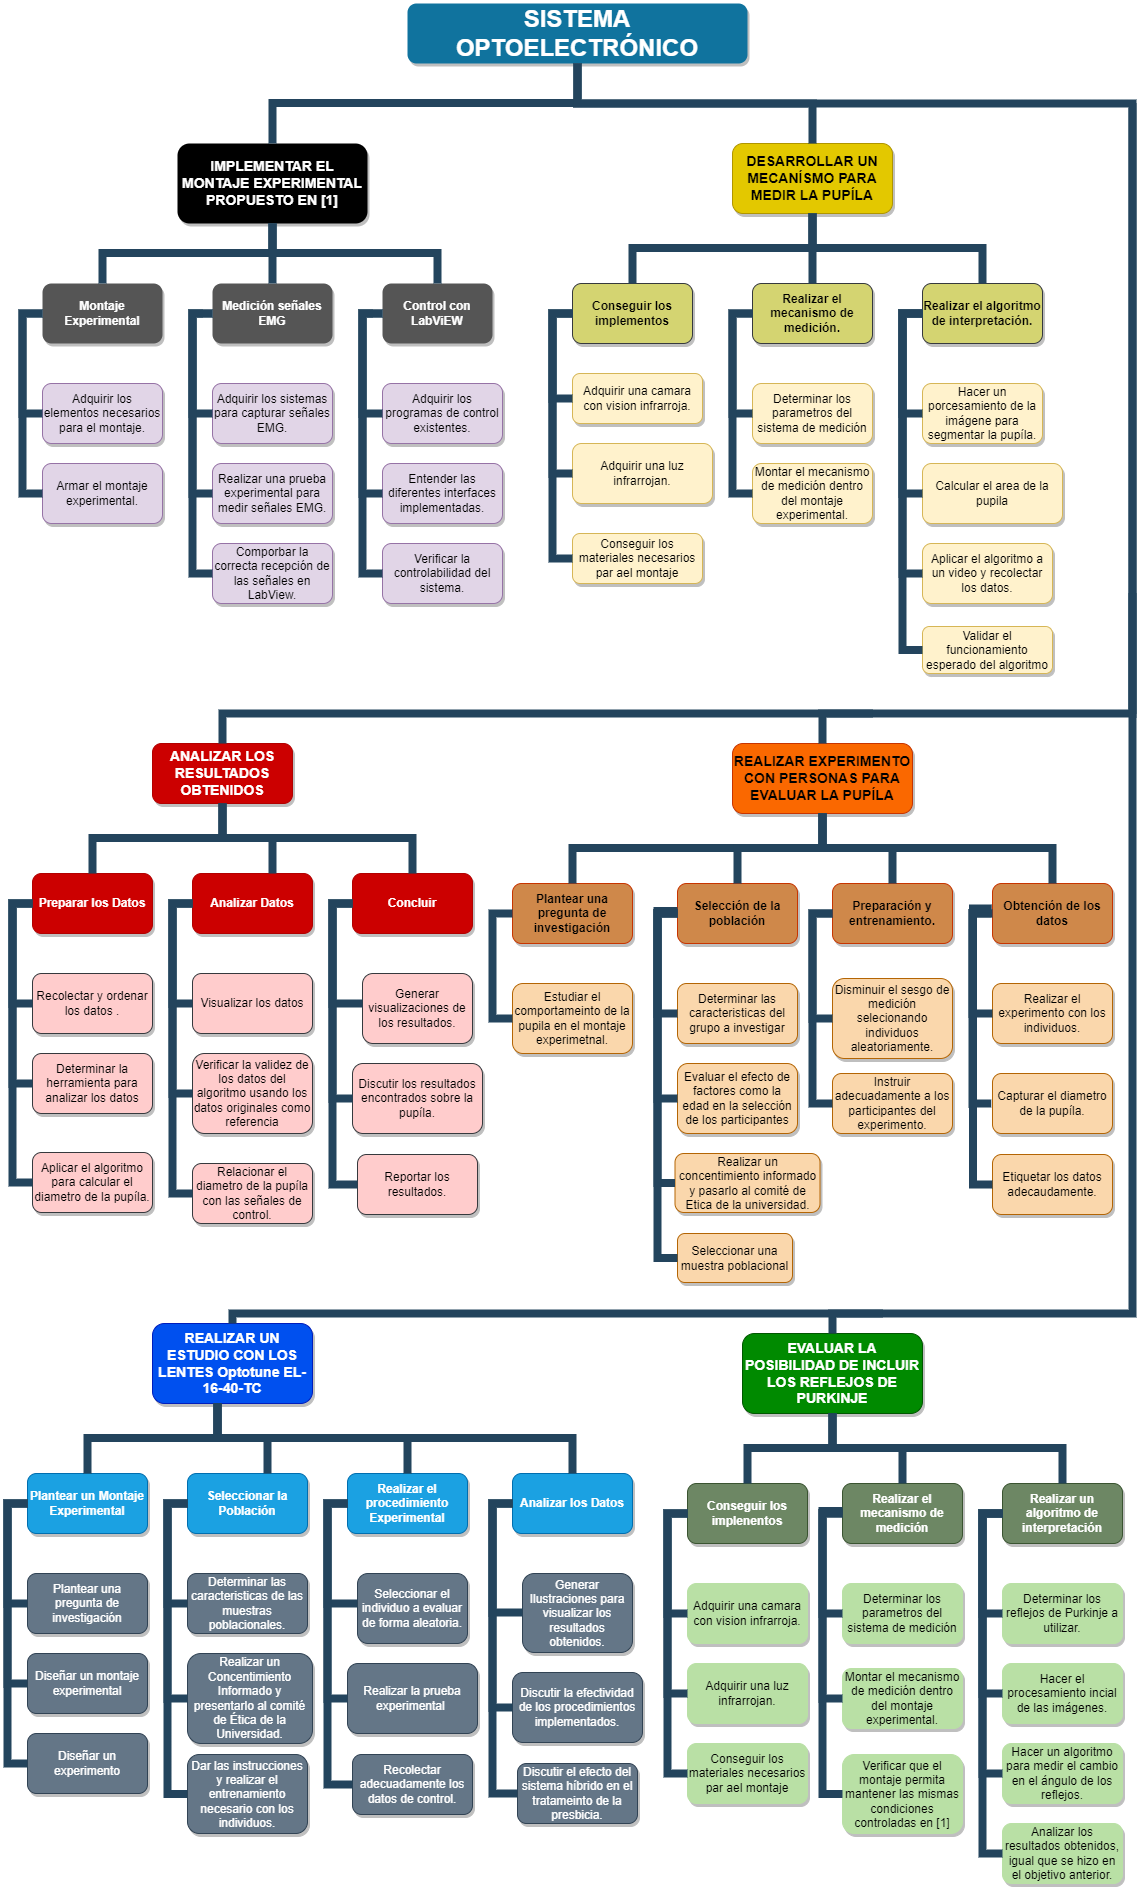 SISTEMA
OPTOELECTRÓNICO
IMPLEMENTAR EL
MONTAJE EXPERIMENTAL
PROPUESTO EN [1]
DESARROLLAR UN
MECANÍSMO PARA
MEDIR LA PUPÍLA
Montaje
Experimental
Medición señales
EMG
Control con
LabViEW
Conseguir los
implementos
Realizar el
mecanismo de
medición.
Realizar el algoritmo
de interpretación.
Adquirir los
elementos necesarios
para el montaje.
Armar el montaje
experimental.
Adquirir los sistemas
para capturar señales
EMG.
Realizar una prueba
experimental para
medir señales EMG.
Comporbar la
correcta recepción de
las señales en
LabView.
Adquirir los
programas de control
existentes.
Entender las
diferentes interfaces
implementadas.
Verificar la
controlabilidad del
sistema.
Adquirir una camara
con vision infrarroja.
Adquirir una luz
infrarrojan.
Conseguir los
materiales necesarios
par ael montaje
Determinar los
parametros del
sistema de medición
Montar el mecanismo
de medición dentro
del montaje
experimental.
Hacer un
porcesamiento de la
imágene para
segmentar la pupíla.
Calcular el area de la
pupila
Aplicar el algoritmo a
un video y recolectar
los datos.
Validar el
funcionamiento
esperado del algoritmo
ANALIZAR LOS
RESULTADOS
OBTENIDOS
REALIZAR EXPERIMENTO
CON PERSONAS PARA
EVALUAR LA PUPÍLA
Preparar los Datos
Analizar Datos
Concluir
Plantear una
pregunta de
investigación
Selección de la
población
Preparación y
entrenamiento.
Obtención de los
datos
Recolectar y ordenar
los datos .
Determinar la
herramienta para
analizar los datos
Aplicar el algoritmo
para calcular el
diametro de la pupíla.
Visualizar los datos
Verificar la validez de
los datos del
algoritmo usando los
datos originales como
referencia
Relacionar el
diametro de la pupíla
con las señales de
control.
Generar
visualizaciones de
los resultados.
Discutir los resultados
encontrados sobre la
pupíla.
Reportar los
resultados.
Estudiar el
comportameinto de la
pupila en el montaje
experimetnal.
Determinar las
caracteristicas del
grupo a investigar
Evaluar el efecto de
factores como la
edad en la selección
de los participantes
Realizar un
concentimiento informado
y pasarlo al comité de
Etica de la universidad.
Seleccionar una
muestra poblacional
Disminuir el sesgo de
medición
selecionando
individuos
aleatoriamente.
Instruir
adecuadamente a los
participantes del
experimento.
Realizar el
experimento con los
individuos.
Capturar el diametro
de la pupíla.
Etiquetar los datos
adecaudamente.
REALIZAR UN
ESTUDIO CON LOS
LENTES Optotune EL-
16-40-TC
EVALUAR LA
POSIBILIDAD DE INCLUIR
LOS REFLEJOS DE
PURKINJE
Plantear un Montaje
Experimental
Seleccionar la
Población
Realizar el
procedimiento
Experimental
Analizar los Datos
Conseguir los
implenentos
Realizar el
mecanismo de
medición
Realizar un
algoritmo de
interpretación
Plantear una
pregunta de
investigación
Diseñar un montaje
experimental
Diseñar un
experimento
Determinar las
caracteristicas de las
muestras
poblacionales.
Realizar un
Concentimiento
Informado y
presentarlo al comité
de Ética de la
Universidad.
Dar las instrucciones
y realizar el
entrenamiento
necesario con los
individuos.
Seleccionar el
individuo a evaluar
de forma aleatoria.
Realizar la prueba
experimental
Recolectar
adecuadamente los
datos de control.
Generar
Ilustraciones para
visualizar los
resultados
obtenidos.
Discutir la efectividad
de los procedimientos
implementados.
Discutir el efecto del
sistema híbrido en el
tratameinto de la
presbicia.
Adquirir una camara
con vision infrarroja.
Adquirir una luz
infrarrojan.
Conseguir los
materiales necesarios
par ael montaje
Determinar los
parametros del
sistema de medición
Montar el mecanismo
de medición dentro
del montaje
experimental.
Verificar que el
montaje permita
mantener las mismas
condiciones
controladas en [1]
Determinar los
reflejos de Purkinje a
utilizar.
Hacer el
procesamiento incial
de las imágenes.
Hacer un algoritmo
para medir el cambio
en el ángulo de los
reflejos.
Analizar los
resultados obtenidos,
igual que se hizo en
el objetivo anterior.